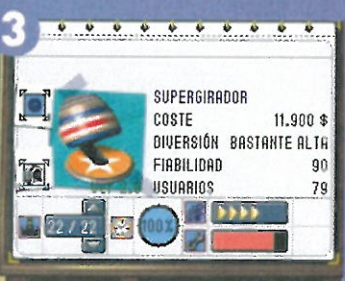 3
SUPERGIRADOR
COSTE 11.900 $
DIVERSIÓN BASTANTE ALTA
FIABILIDAD 90
USUARIOS 79
22/22
100%